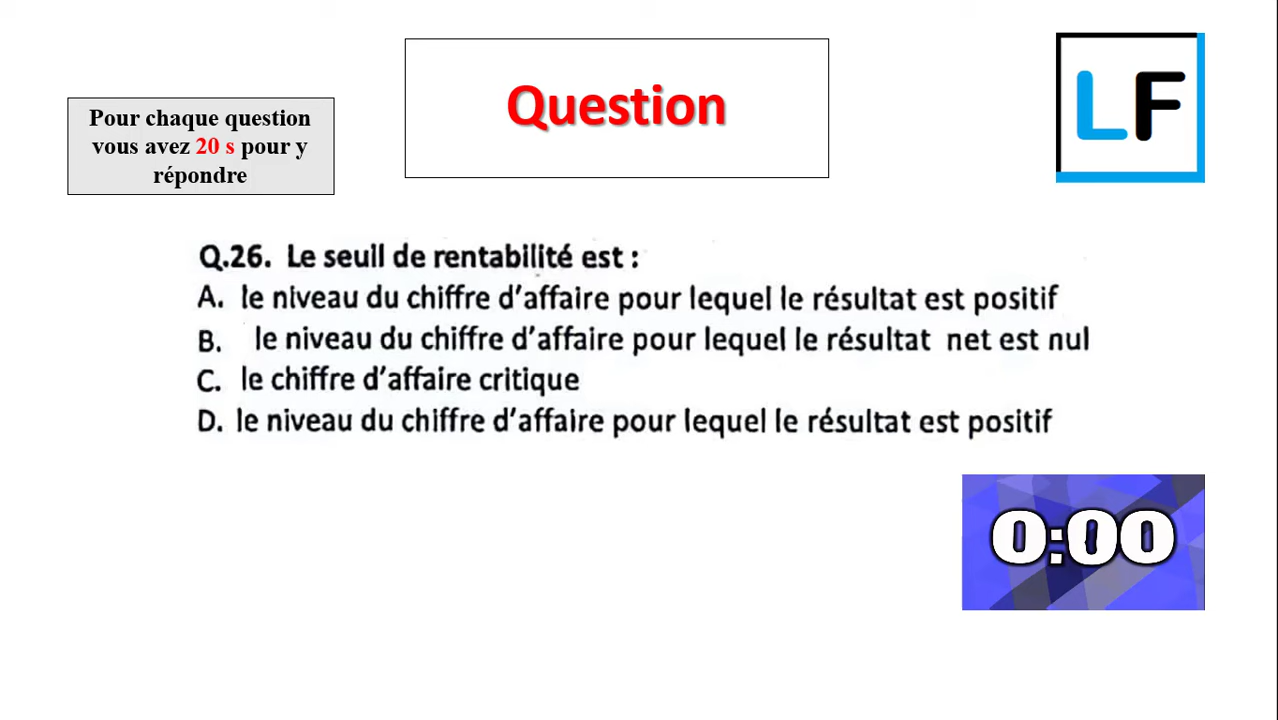 Question
LF
Pour chaque question
vous avez 20 s pour y
répondre
Q.26. Le seuil de rentabilité est :
A. le niveau du chiffre d'affaire pour lequel le résultat est positif
B. le niveau du chiffre d'affaire pour lequel le résultat net est nul
C. le chiffre d'affaire critique
D. le niveau du chiffre d'affaire pour lequel le résultat est positif
0:00